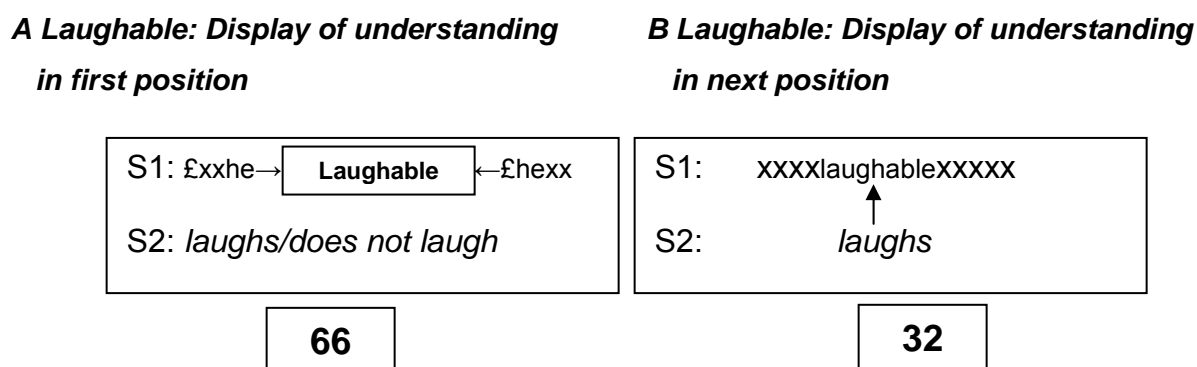 A Laughable: Display of understanding
in first position
S1: £xxhe→ Laughable ←£hexx
S2: laughs/does not laugh
66
B Laughable: Display of understanding
in next position
S1: xxxxlaughablexxxxx
S2: laughs
32